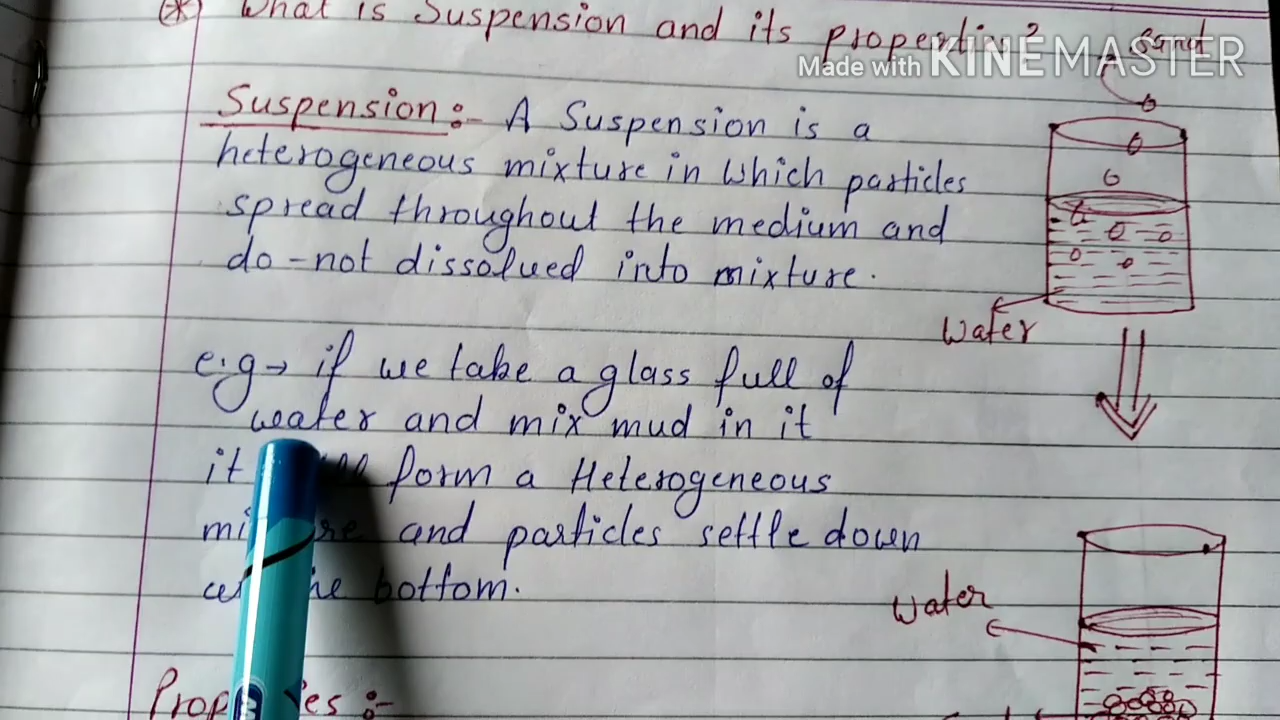 What is Suspension and its properties?
Made with KINEMASTER
Sand
Suspension:- A Suspension is a
heterogeneous mixture in which particles
spread throughout the medium and
do-not dissolved into mixture.
Water
e.g→ if we take a glass full of
water and mix mud in it
it form a Heterogeneous
and particles settle down
bottom.
Water